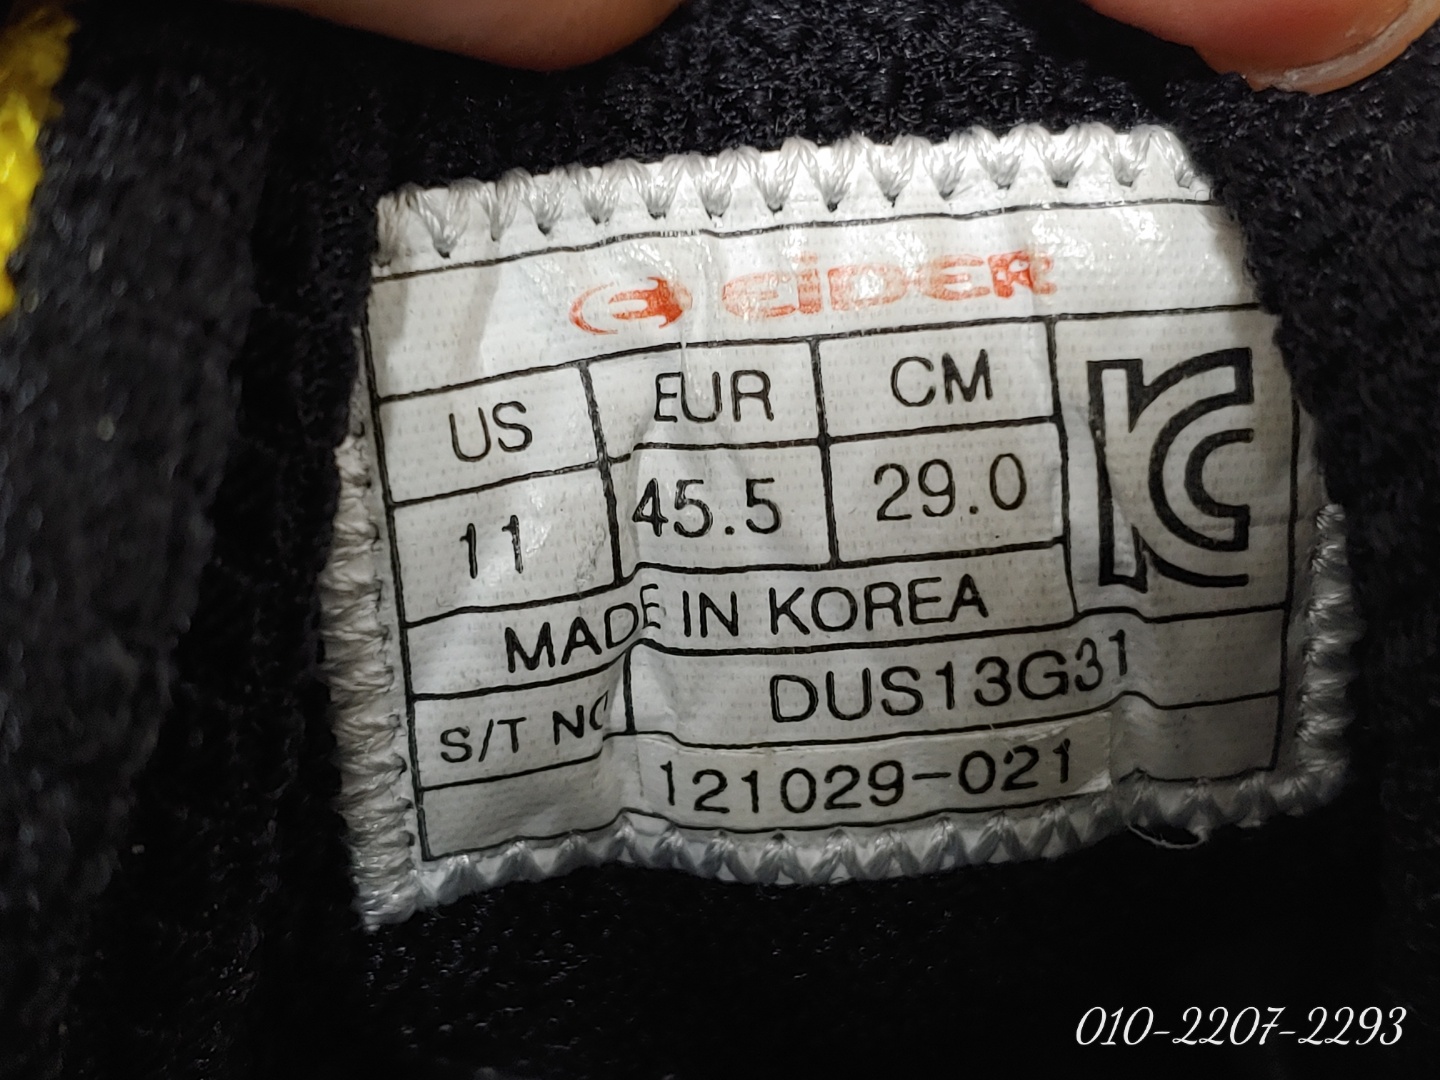 EiDER
US EUR CM
11 45.5 29.0
MADE IN KOREA
S/T NO DUS13G31
121029-021
010-2207-2293